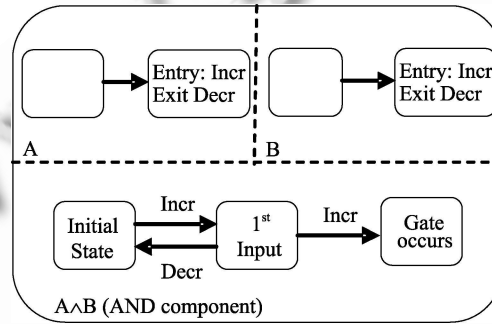 Entry: Incr
Exit Decr
A
Entry: Incr
Exit Decr
B
Initial
State
Incr
Decr
1st
Input
Incr
Gate
occurs
A∧B (AND component)